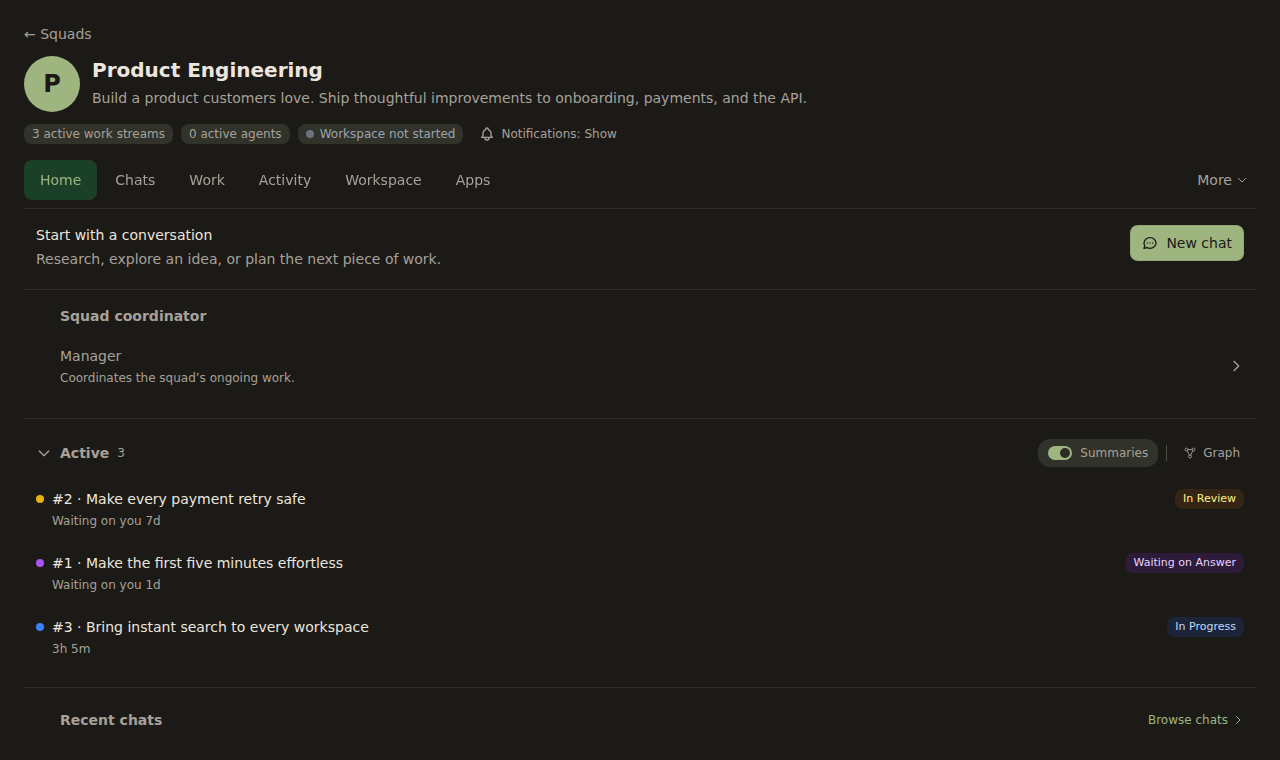 ← Squads
P
Product Engineering
Build a product customers love. Ship thoughtful improvements to onboarding, payments, and the API.
3 active work streams 0 active agents Workspace not started Notifications: Show
Home Chats Work Activity Workspace Apps More
Start with a conversation
Research, explore an idea, or plan the next piece of work.
New chat
Squad coordinator
Manager
Coordinates the squad’s ongoing work.
Active 3 Summaries Graph
#2 · Make every payment retry safe In Review
Waiting on you 7d
#1 · Make the first five minutes effortless Waiting on Answer
Waiting on you 1d
#3 · Bring instant search to every workspace In Progress
3h 5m
Recent chats Browse chats